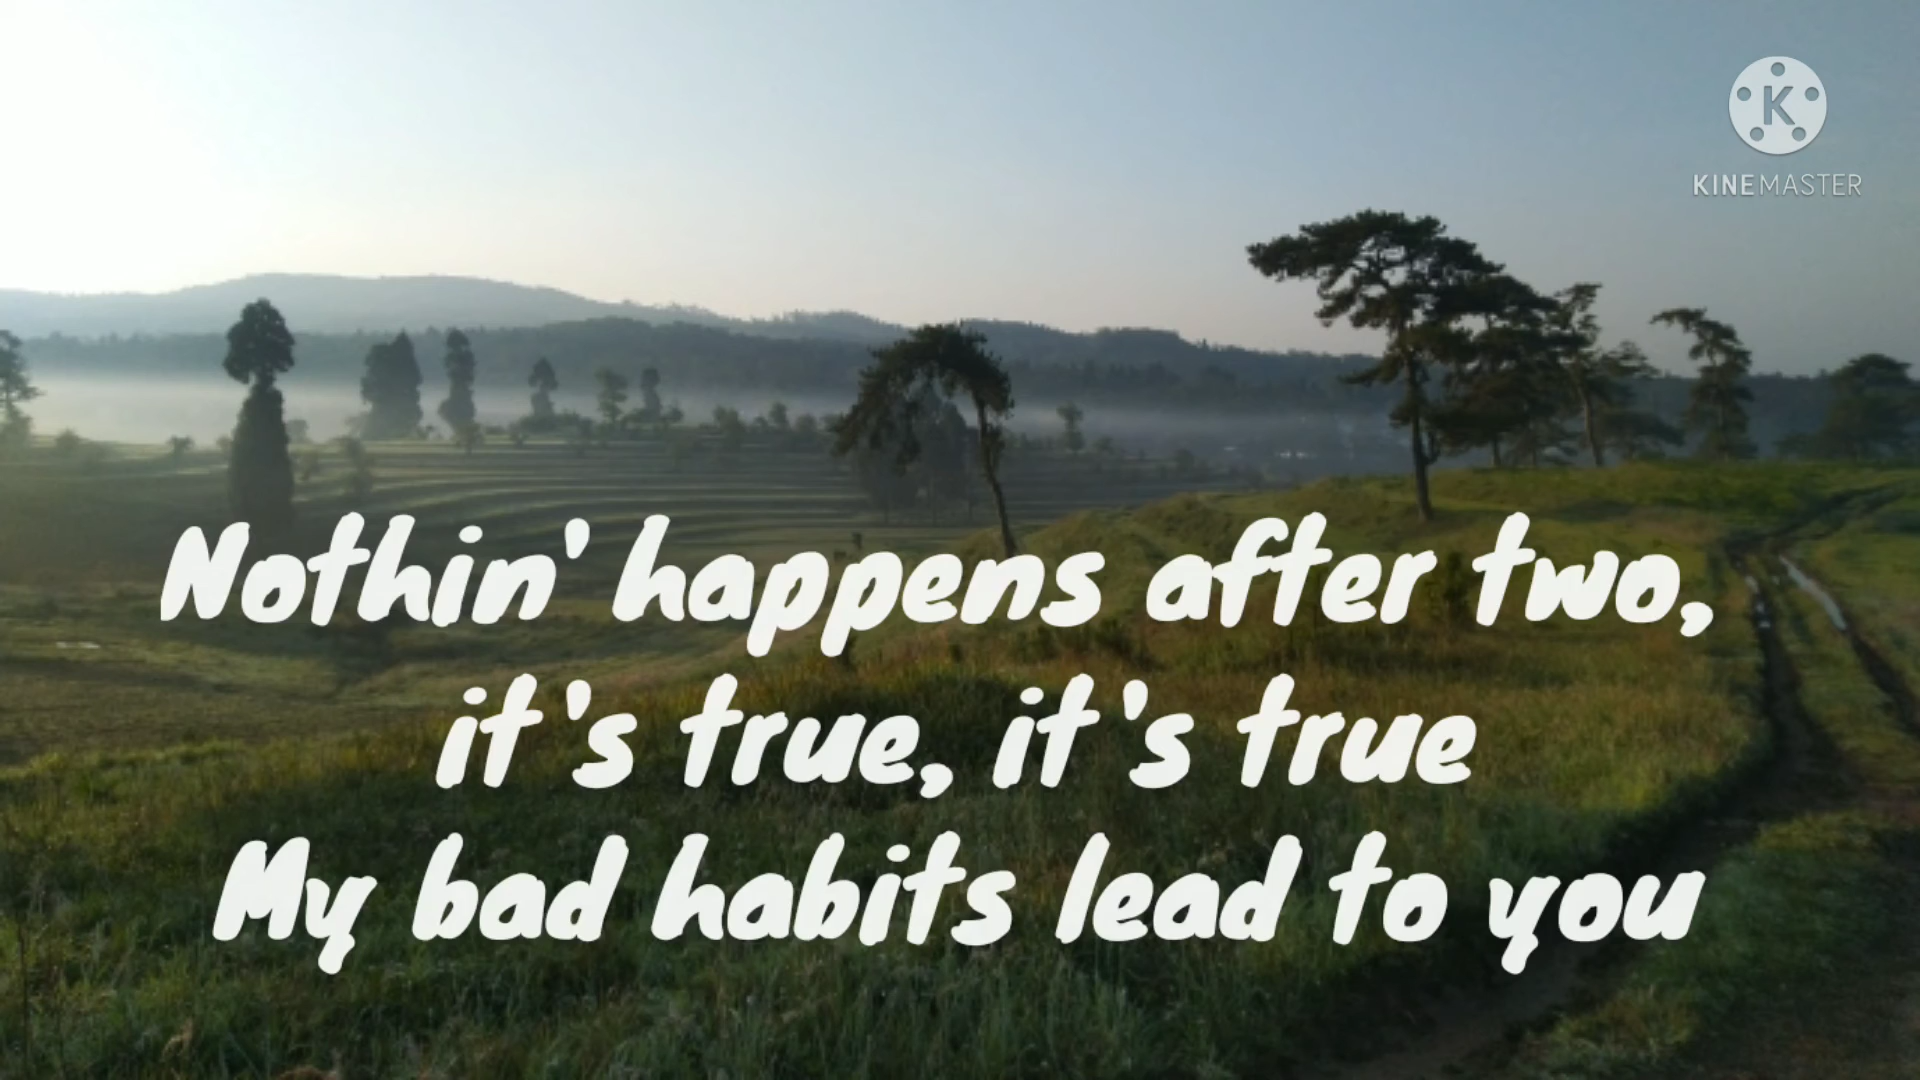 K
KINEMASTER
Nothin' happens after two,
it's true, it's true
My bad habits lead to you